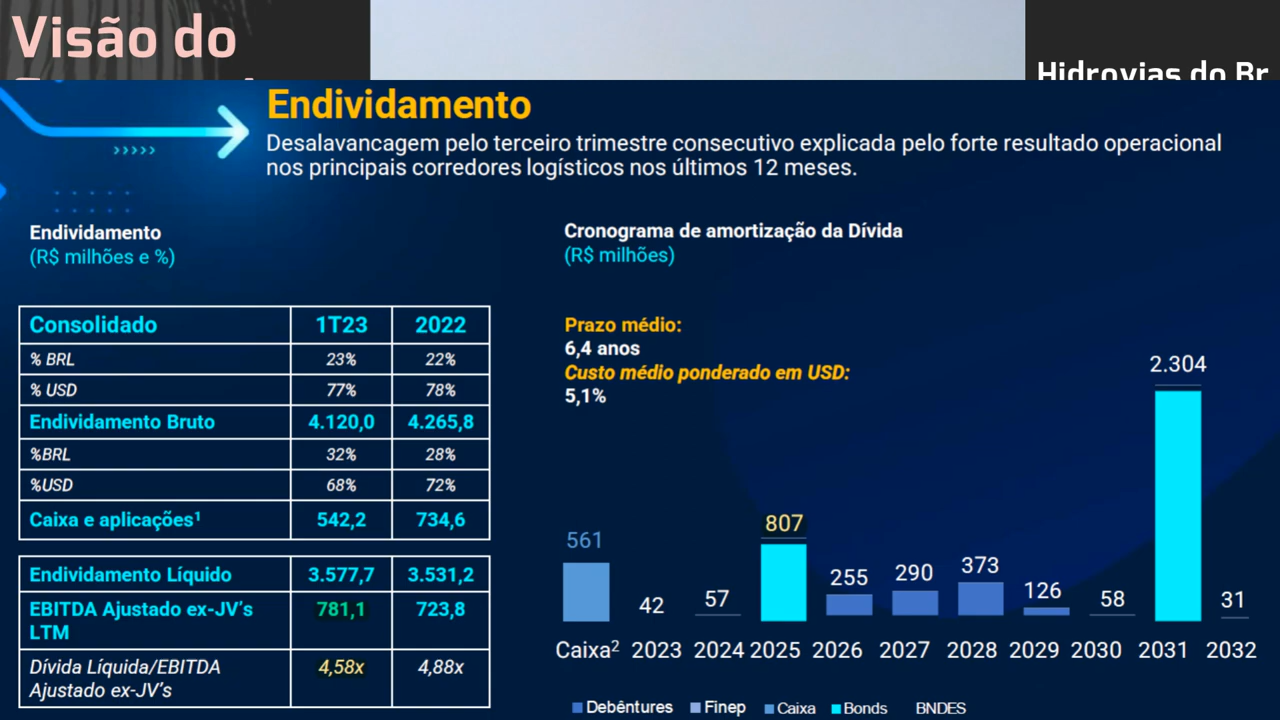 Visão do
Hidrovias do Br
Endividamento
Desalavancagem pelo terceiro trimestre consecutivo explicada pelo forte resultado operacional
nos principais corredores logísticos nos últimos 12 meses.
Endividamento
(R$ milhões e %)
Consolidado 1T23 2022
% BRL 23% 22%
% USD 77% 78%
Endividamento Bruto 4.120,0 4.265,8
%BRL 32% 28%
%USD 68% 72%
Caixa e aplicações¹ 542,2 734,6
Endividamento Líquido 3.577,7 3.531,2
EBITDA Ajustado ex-JV’s 781,1 723,8
LTM
Dívida Líquida/EBITDA 4,58x 4,88x
Ajustado ex-JV’s
Cronograma de amortização da Dívida
(R$ milhões)
Prazo médio:
6,4 anos
Custo médio ponderado em USD:
5,1%
561 42 57 807 255 290 373 126 58 2.304 31
Caixa² 2023 2024 2025 2026 2027 2028 2029 2030 2031 2032
Debêntures Finep Caixa Bonds BNDES